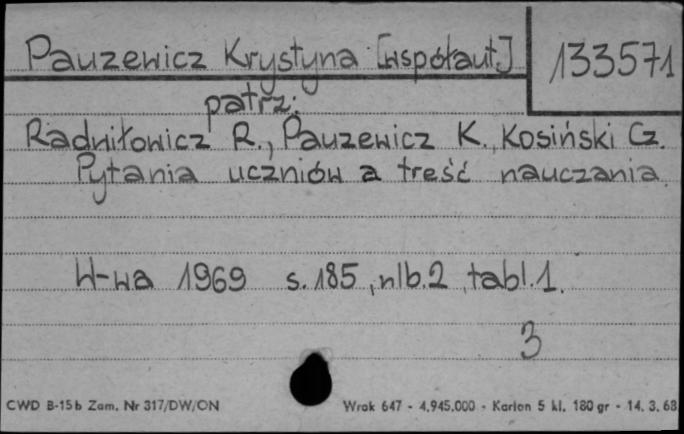 Pauzewicz Krystyna [współaut]
133571
patrz:
Radniłowicz R., Pauzewicz K., Kosiński Cz.
Pytania uczniów a treść nauczania.
W-wa 1969 s. 185, nlb. 2, tabl. 1.
3
CWD B-15b Zam. Nr 317/DW/ON Wrak 647 - 4.945.000 - Karton 5 kl. 180 gr - 14. 3. 68